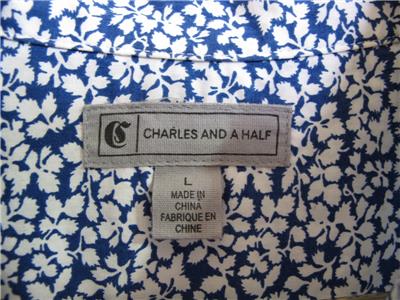 C CHARLES AND A HALF
L
MADE IN
CHINA
FABRIQUE EN
CHINE